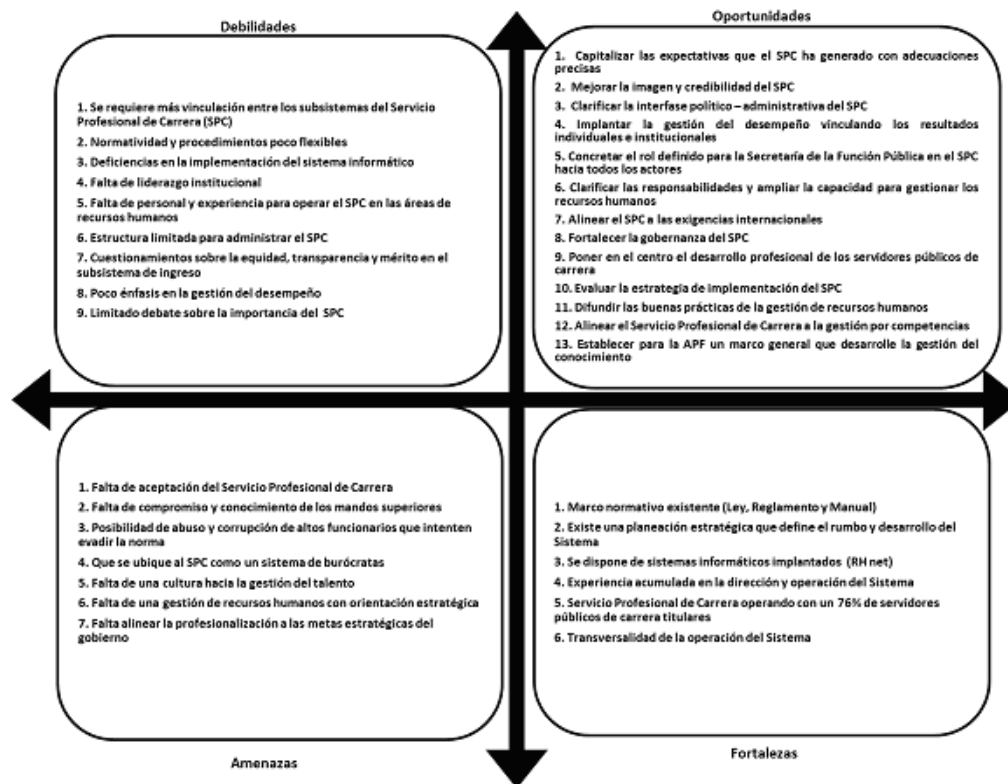 Debilidades
1. Se requiere más vinculación entre los subsistemas del Servicio
Profesional de Carrera (SPC)
2. Normatividad y procedimientos poco flexibles
3. Deficiencias en la implementación del sistema informático
4. Falta de liderazgo institucional
5. Falta de personal y experiencia para operar el SPC en las áreas de
recursos humanos
6. Estructura limitada para administrar el SPC
7. Cuestionamientos sobre la equidad, transparencia y mérito en el
subsistema de ingreso
8. Poco énfasis en la gestión del desempeño
9. Limitado debate sobre la importancia del SPC
Oportunidades
1. Capitalizar las expectativas que el SPC ha generado con adecuaciones
precisas
2. Mejorar la imagen y credibilidad del SPC
3. Clarificar la interfase político – administrativa del SPC
4. Implantar la gestión del desempeño vinculando los resultados
individuales e institucionales
5. Concretar el rol definido para la Secretaría de la Función Pública en el SPC
hacia todos los actores
6. Clarificar las responsabilidades y ampliar la capacidad para gestionar los
recursos humanos
7. Alinear el SPC a las exigencias internacionales
8. Fortalecer la gobernanza del SPC
9. Poner en el centro el desarrollo profesional de los servidores públicos de
carrera
10. Evaluar la estrategia de implementación del SPC
11. Difundir las buenas prácticas de la gestión de recursos humanos
12. Alinear el Servicio Profesional de Carrera a la gestión por competencias
13. Establecer para la APF un marco general que desarrolle la gestión del
conocimiento
1. Falta de aceptación del Servicio Profesional de Carrera
2. Falta de compromiso y conocimiento de los mandos superiores
3. Posibilidad de abuso y corrupción de altos funcionarios que intenten
evadir la norma
4. Que se ubique al SPC como un sistema de burócratas
5. Falta de una cultura hacia la gestión del talento
6. Falta de una gestión de recursos humanos con orientación estratégica
7. Falta alinear la profesionalización a las metas estratégicas del
gobierno
Amenazas
1. Marco normativo existente (Ley, Reglamento y Manual)
2. Existe una planeación estratégica que define el rumbo y desarrollo del
Sistema
3. Se dispone de sistemas informáticos implantados (RH net)
4. Experiencia acumulada en la dirección y operación del Sistema
5. Servicio Profesional de Carrera operando con un 76% de servidores
públicos de carrera titulares
6. Transversalidad de la operación del Sistema
Fortalezas